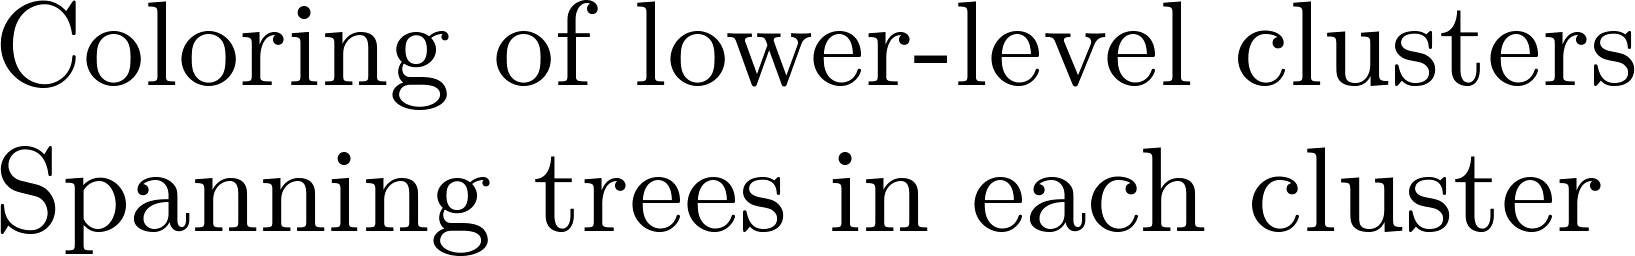 Coloring of lower-level clusters
Spanning trees in each cluster